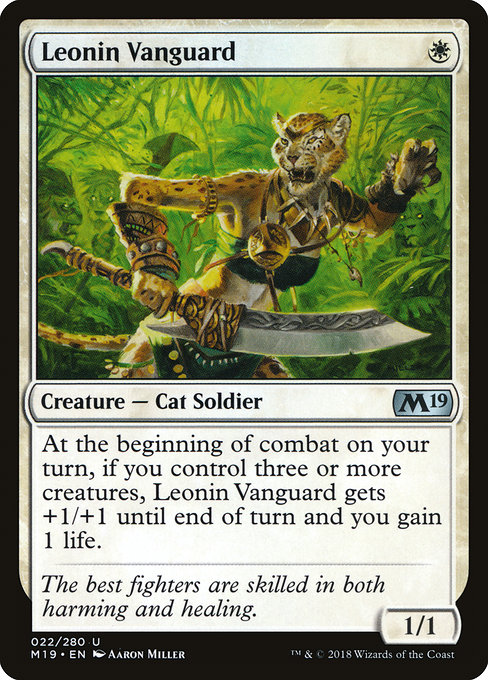 Leonin Vanguard
Creature — Cat Soldier
M19
At the beginning of combat on your
turn, if you control three or more
creatures, Leonin Vanguard gets
+1/+1 until end of turn and you gain
1 life.
The best fighters are skilled in both
harming and healing.
1/1
022/280 U
M19 • EN Aaron Miller
™ & © 2018 Wizards of the Coast